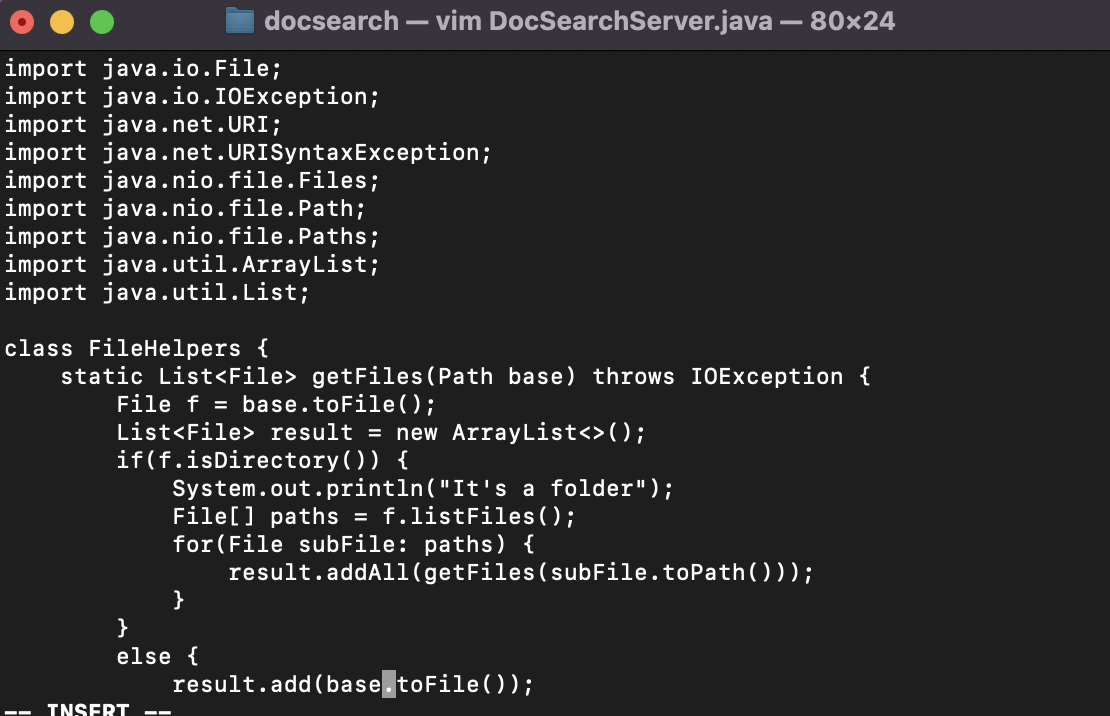 docsearch — vim DocSearchServer.java — 80×24
import java.io.File;
import java.io.IOException;
import java.net.URI;
import java.net.URISyntaxException;
import java.nio.file.Files;
import java.nio.file.Path;
import java.nio.file.Paths;
import java.util.ArrayList;
import java.util.List;

class FileHelpers {
    static List<File> getFiles(Path base) throws IOException {
        File f = base.toFile();
        List<File> result = new ArrayList<>();
        if(f.isDirectory()) {
            System.out.println("It's a folder");
            File[] paths = f.listFiles();
            for(File subFile: paths) {
                result.addAll(getFiles(subFile.toPath()));
            }
        }
        else {
            result.add(base.toFile());
-- INSERT --